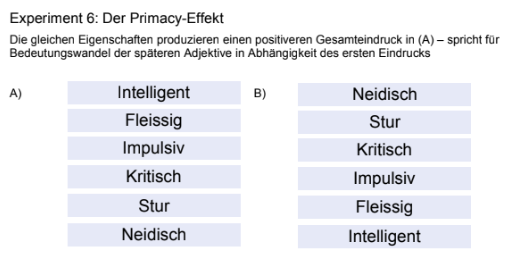 Experiment 6: Der Primacy-Effekt
Die gleichen Eigenschaften produzieren einen positiveren Gesamteindruck in (A) – spricht für
Bedeutungswandel der späteren Adjektive in Abhängigkeit des ersten Eindrucks
A)
Intelligent
Fleissig
Impulsiv
Kritisch
Stur
Neidisch
B)
Neidisch
Stur
Kritisch
Impulsiv
Fleissig
Intelligent